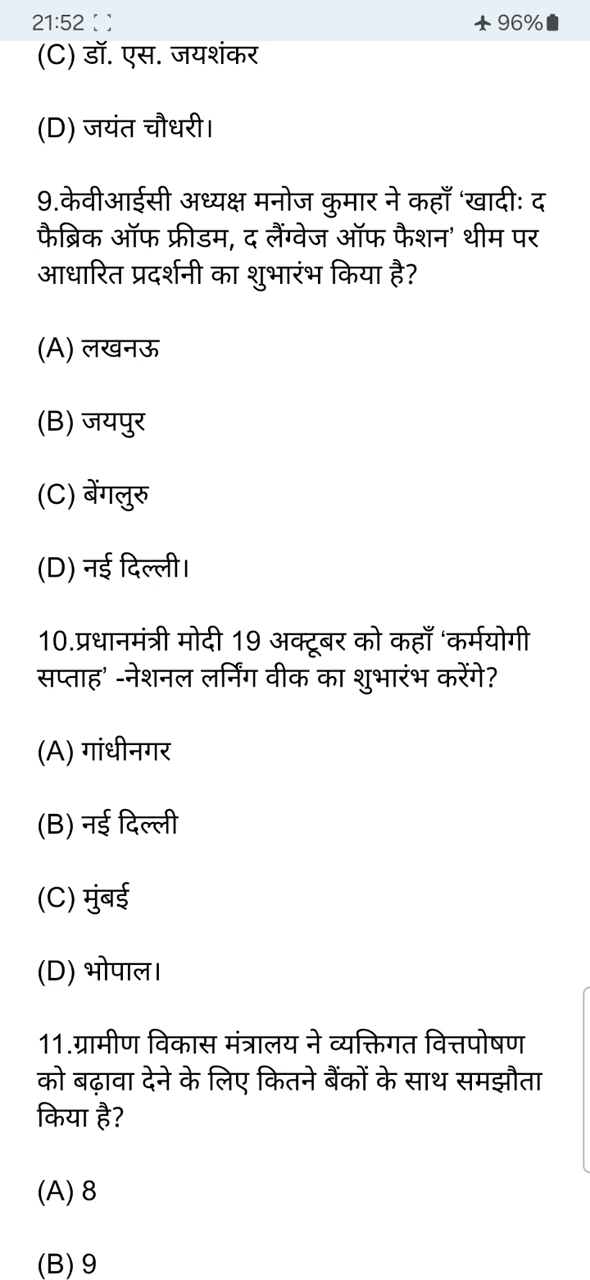 21:52
96%
(C) डॉ. एस. जयशंकर
(D) जयंत चौधरी।
9.केवीआईसी अध्यक्ष मनोज कुमार ने कहाँ ‘खादीः द
फैब्रिक ऑफ फ्रीडम, द लैंग्वेज ऑफ फैशन’ थीम पर
आधारित प्रदर्शनी का शुभारंभ किया है?
(A) लखनऊ
(B) जयपुर
(C) बेंगलुरु
(D) नई दिल्ली।
10.प्रधानमंत्री मोदी 19 अक्टूबर को कहाँ ‘कर्मयोगी
सप्ताह’ -नेशनल लर्निंग वीक का शुभारंभ करेंगे?
(A) गांधीनगर
(B) नई दिल्ली
(C) मुंबई
(D) भोपाल।
11.ग्रामीण विकास मंत्रालय ने व्यक्तिगत वित्तपोषण
को बढ़ावा देने के लिए कितने बैंकों के साथ समझौता
किया है?
(A) 8
(B) 9